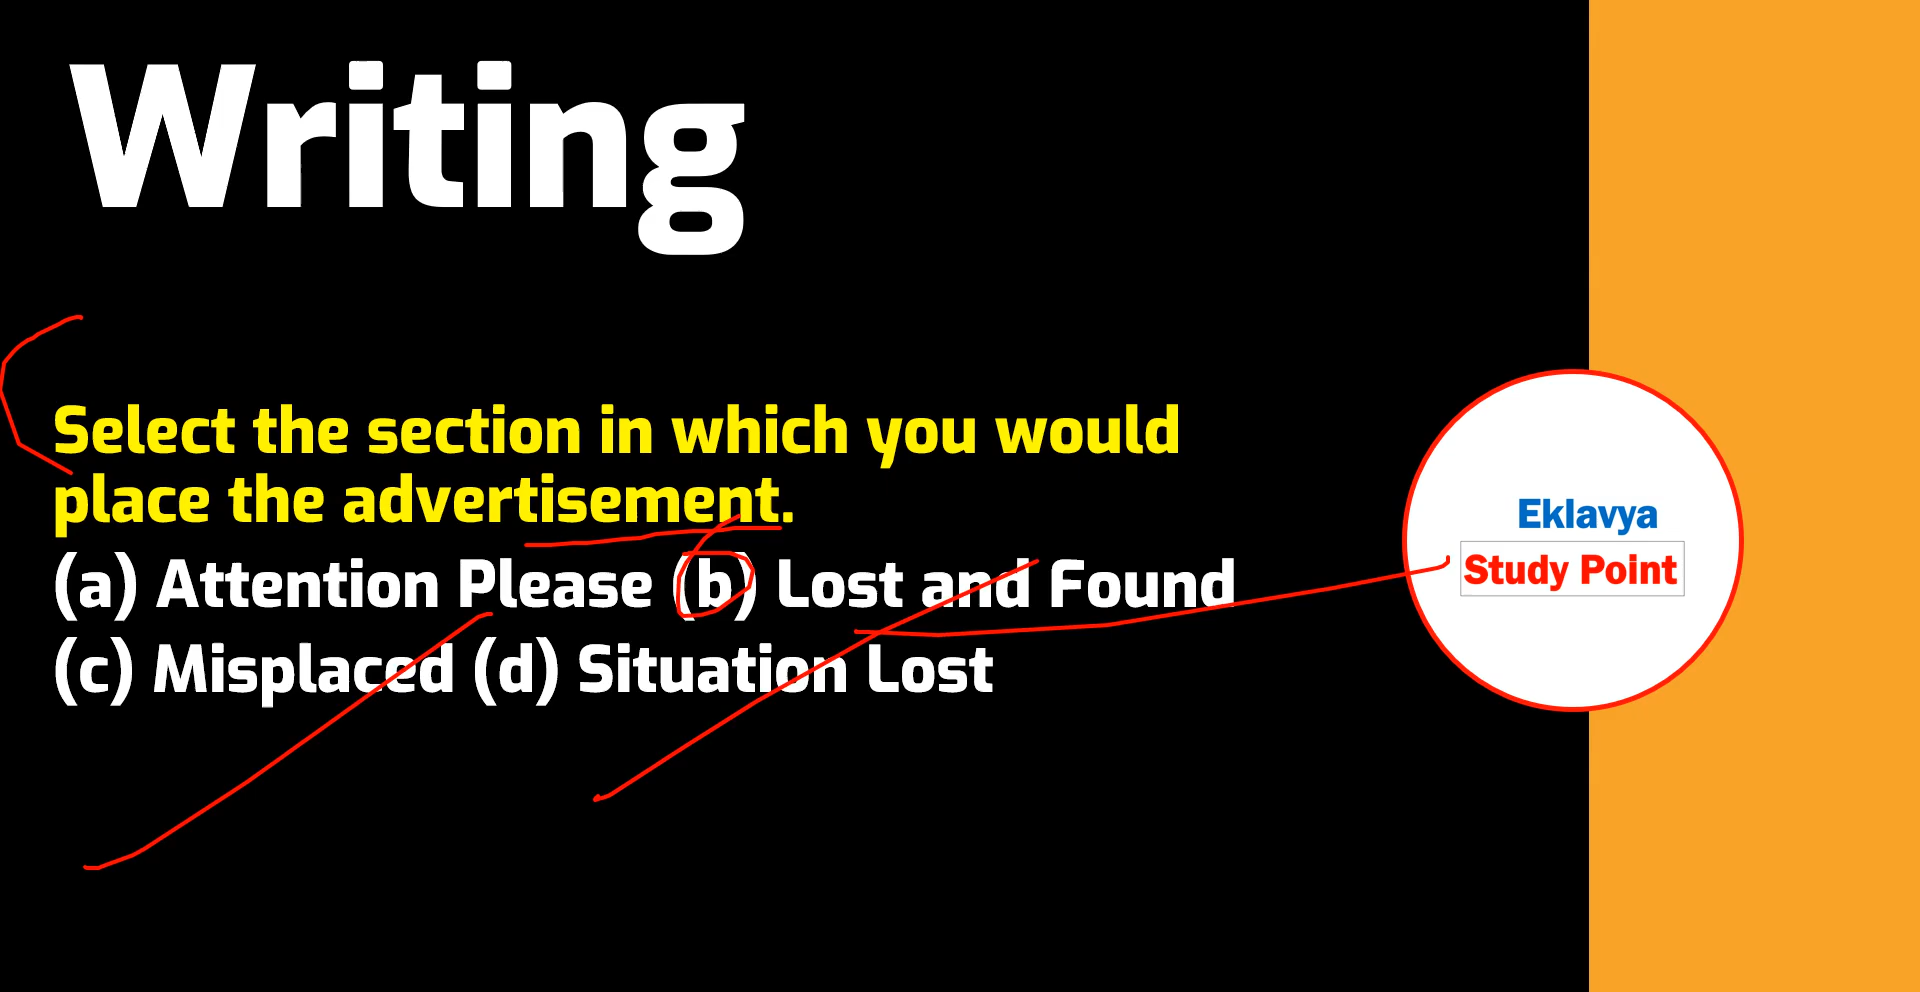 Writing
Select the section in which you would
place the advertisement.
(a) Attention Please (b) Lost and Found
(c) Misplaced (d) Situation Lost
Eklavya
Study Point